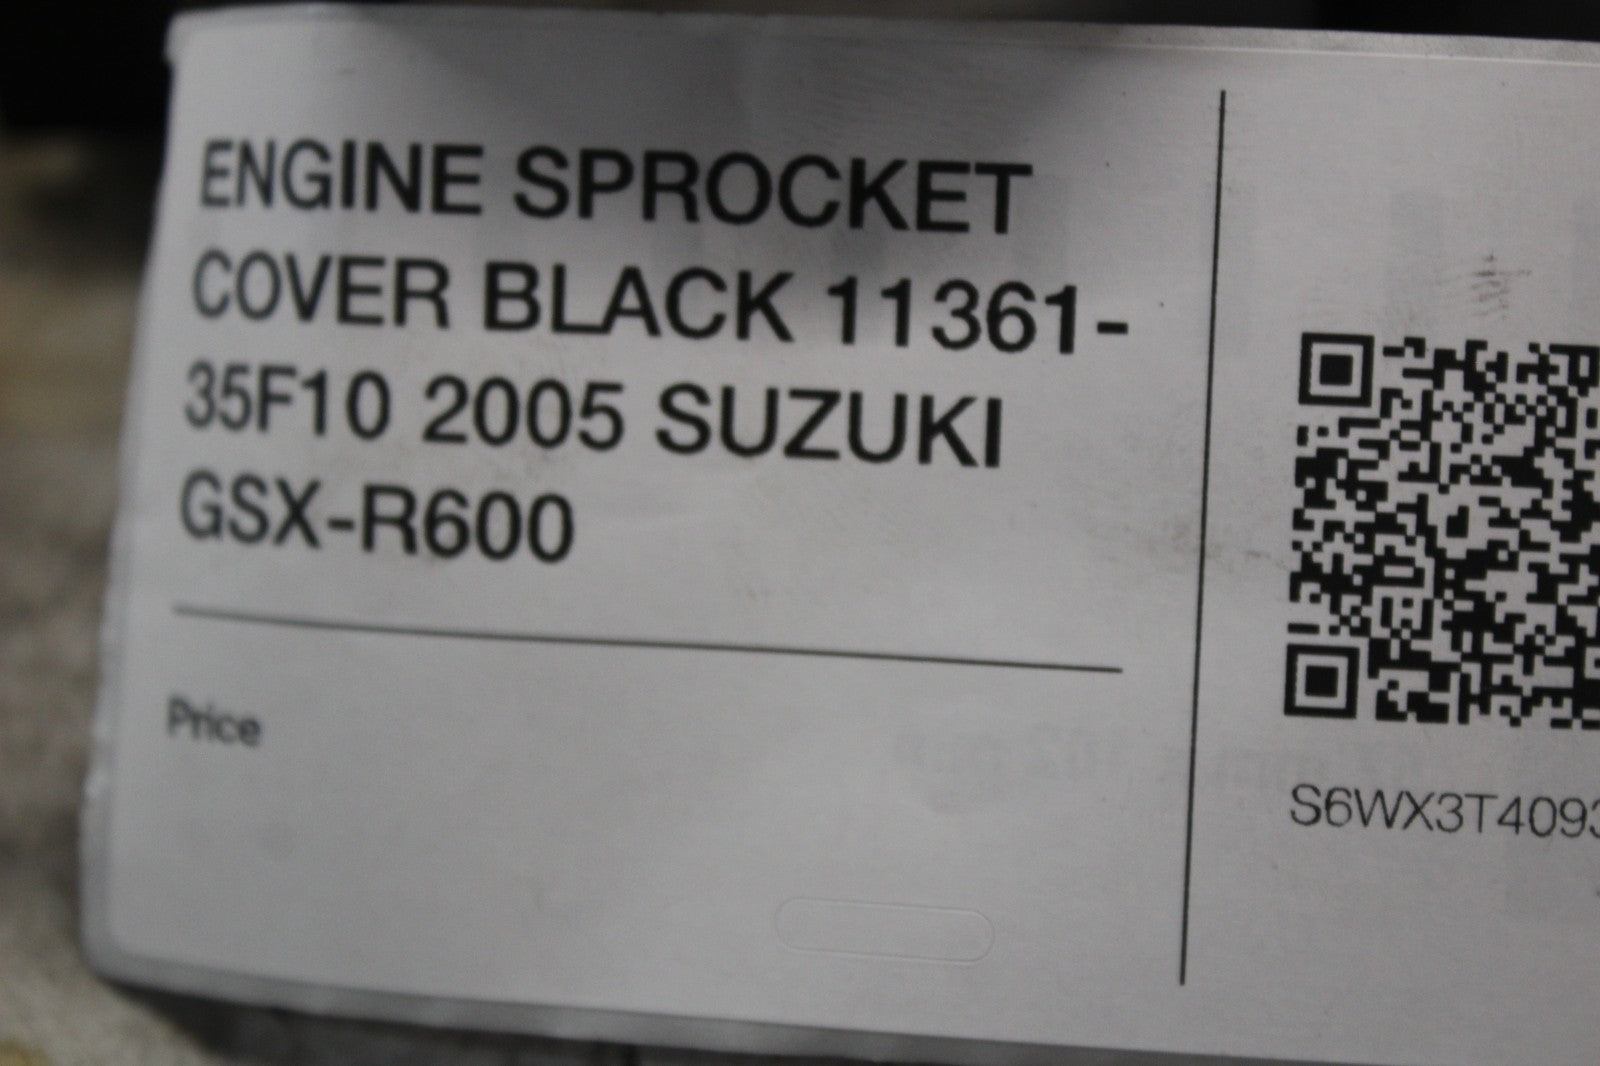 ENGINE SPROCKET
COVER BLACK 11361-
35F10 2005 SUZUKI
GSX-R600
Price
S6WX3T4093